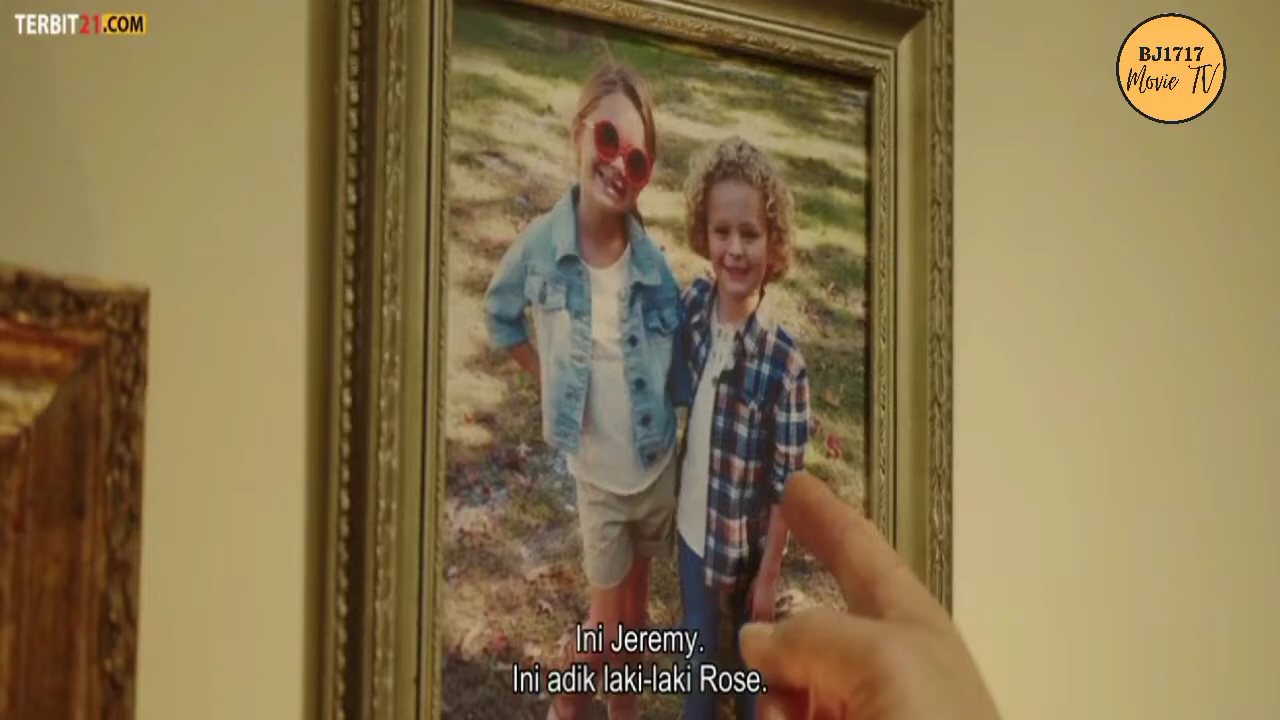 TERBIT21.COM
BJ1717
Movie TV
Ini Jeremy.
Ini adik laki-laki Rose.